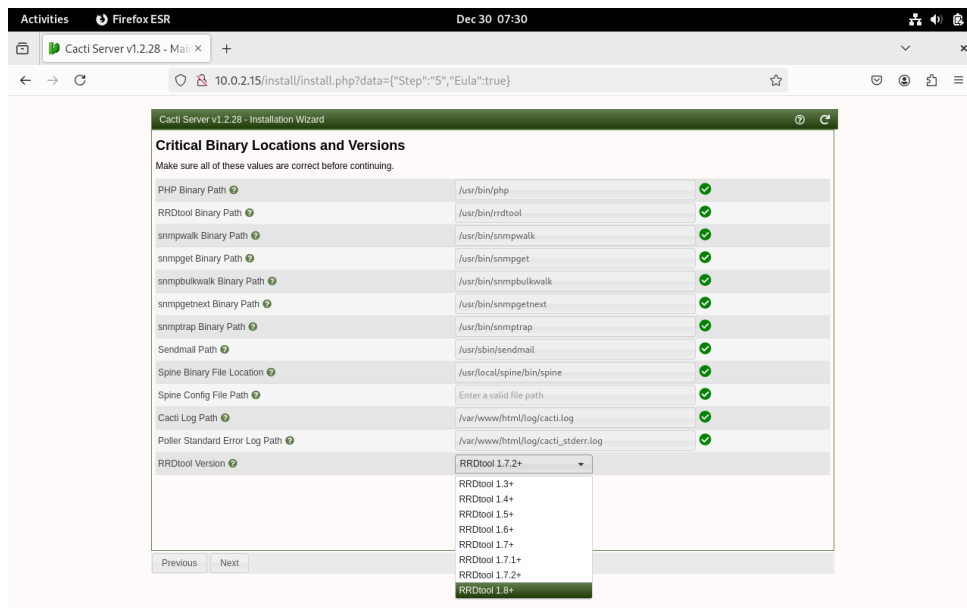 Activities Firefox ESR Dec 30 07:30
Cacti Server v1.2.28 - Mai × +
10.0.2.15/install/install.php?data={"Step":"5","Eula":true}
Cacti Server v1.2.28 - Installation Wizard
Critical Binary Locations and Versions
Make sure all of these values are correct before continuing.
PHP Binary Path /usr/bin/php
RRDtool Binary Path /usr/bin/rrdtool
snmpwalk Binary Path /usr/bin/snmpwalk
snmpget Binary Path /usr/bin/snmpget
snmpbulkwalk Binary Path /usr/bin/snmpbulkwalk
snmpgetnext Binary Path /usr/bin/snmpgetnext
snmptrap Binary Path /usr/bin/snmptrap
Sendmail Path /usr/sbin/sendmail
Spine Binary File Location /usr/local/spine/bin/spine
Spine Config File Path Enter a valid file path
Cacti Log Path /var/www/html/log/cacti.log
Poller Standard Error Log Path /var/www/html/log/cacti_stderr.log
RRDtool Version RRDtool 1.7.2+
RRDtool 1.3+
RRDtool 1.4+
RRDtool 1.5+
RRDtool 1.6+
RRDtool 1.7+
RRDtool 1.7.1+
RRDtool 1.7.2+
RRDtool 1.8+
Previous Next